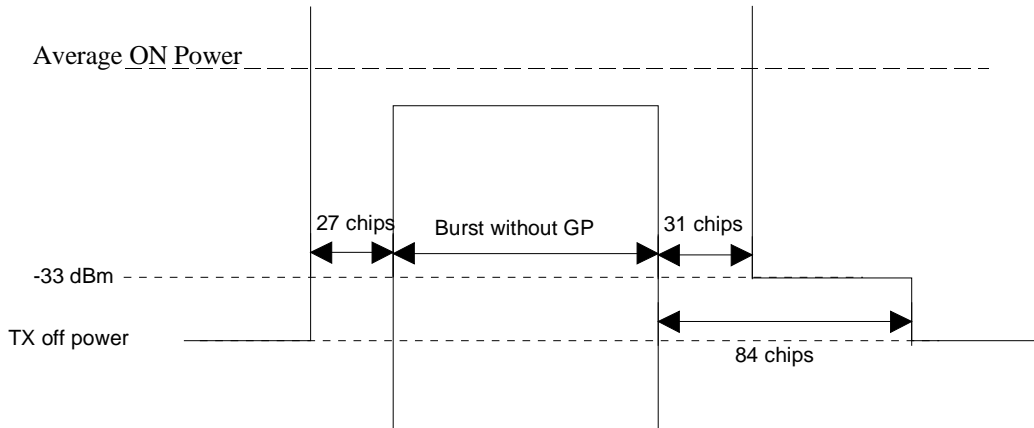 Average ON Power
27 chips
Burst without GP
31 chips
-33 dBm
TX off power
84 chips